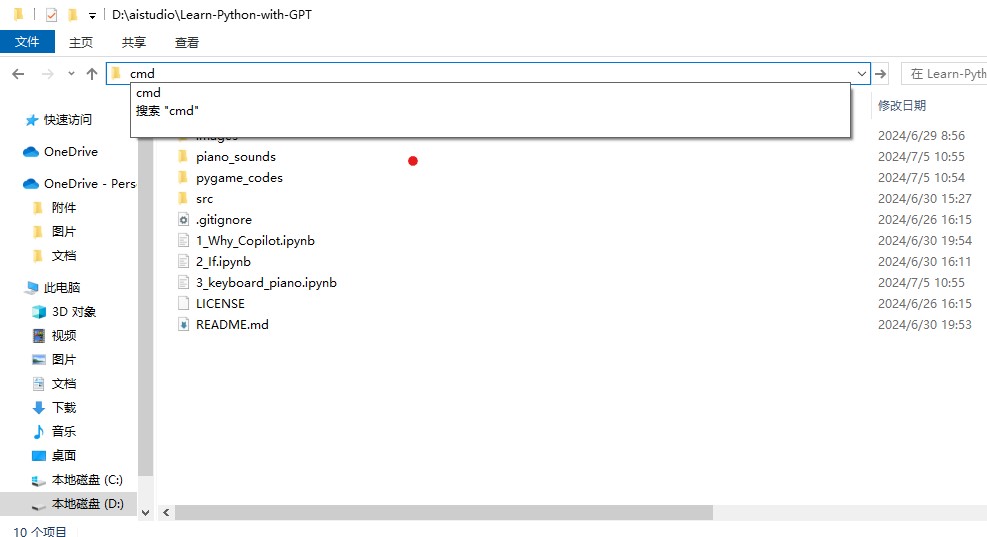 D:\aistudio\Learn-Python-with-GPT
文件 主页 共享 查看
cmd 在 Learn-Pyth
cmd
搜索 "cmd"
修改日期
快速访问
OneDrive
OneDrive - Pers
附件
图片
文档
此电脑
3D 对象
视频
图片
文档
下载
音乐
桌面
本地磁盘 (C:)
本地磁盘 (D:)
images 2024/6/29 8:56
piano_sounds 2024/7/5 10:55
pygame_codes 2024/7/5 10:54
src 2024/6/30 15:27
.gitignore 2024/6/26 16:15
1_Why_Copilot.ipynb 2024/6/30 19:54
2_If.ipynb 2024/6/30 16:11
3_keyboard_piano.ipynb 2024/7/5 10:55
LICENSE 2024/6/26 16:15
README.md 2024/6/30 19:53
10 个项目